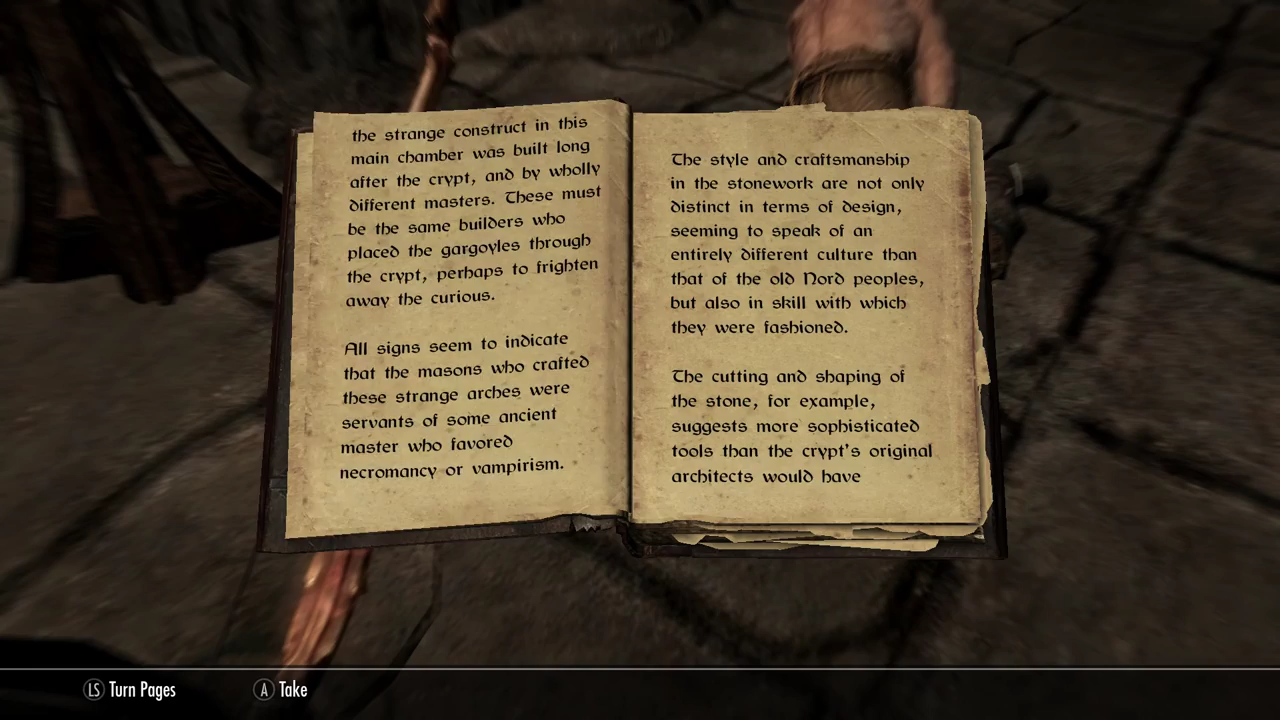 the strange construct in this
main chamber was built long
after the crypt, and by wholly
different masters. These must
be the same builders who
placed the gargoyles through
the crypt, perhaps to frighten
away the curious.
All signs seem to indicate
that the masons who crafted
these strange arches were
servants of some ancient
master who favored
necromancy or vampirism.
The style and craftsmanship
in the stonework are not only
distinct in terms of design,
seeming to speak of an
entirely different culture than
that of the old Nord peoples,
but also in skill with which
they were fashioned.
The cutting and shaping of
the stone, for example,
suggests more sophisticated
tools than the crypt's original
architects would have
LS Turn Pages
A Take